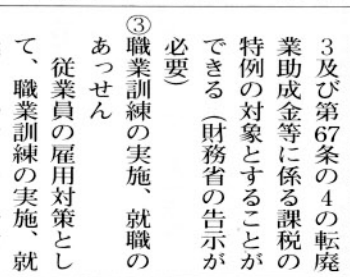 3及び第67条の4の転廃
業助成金等に係る課税の
特例の対象とすることが
できる（財務省の告示が
必要）
③職業訓練の実施、就職の
あっせん
従業員の雇用対策とし
て、職業訓練の実施、就